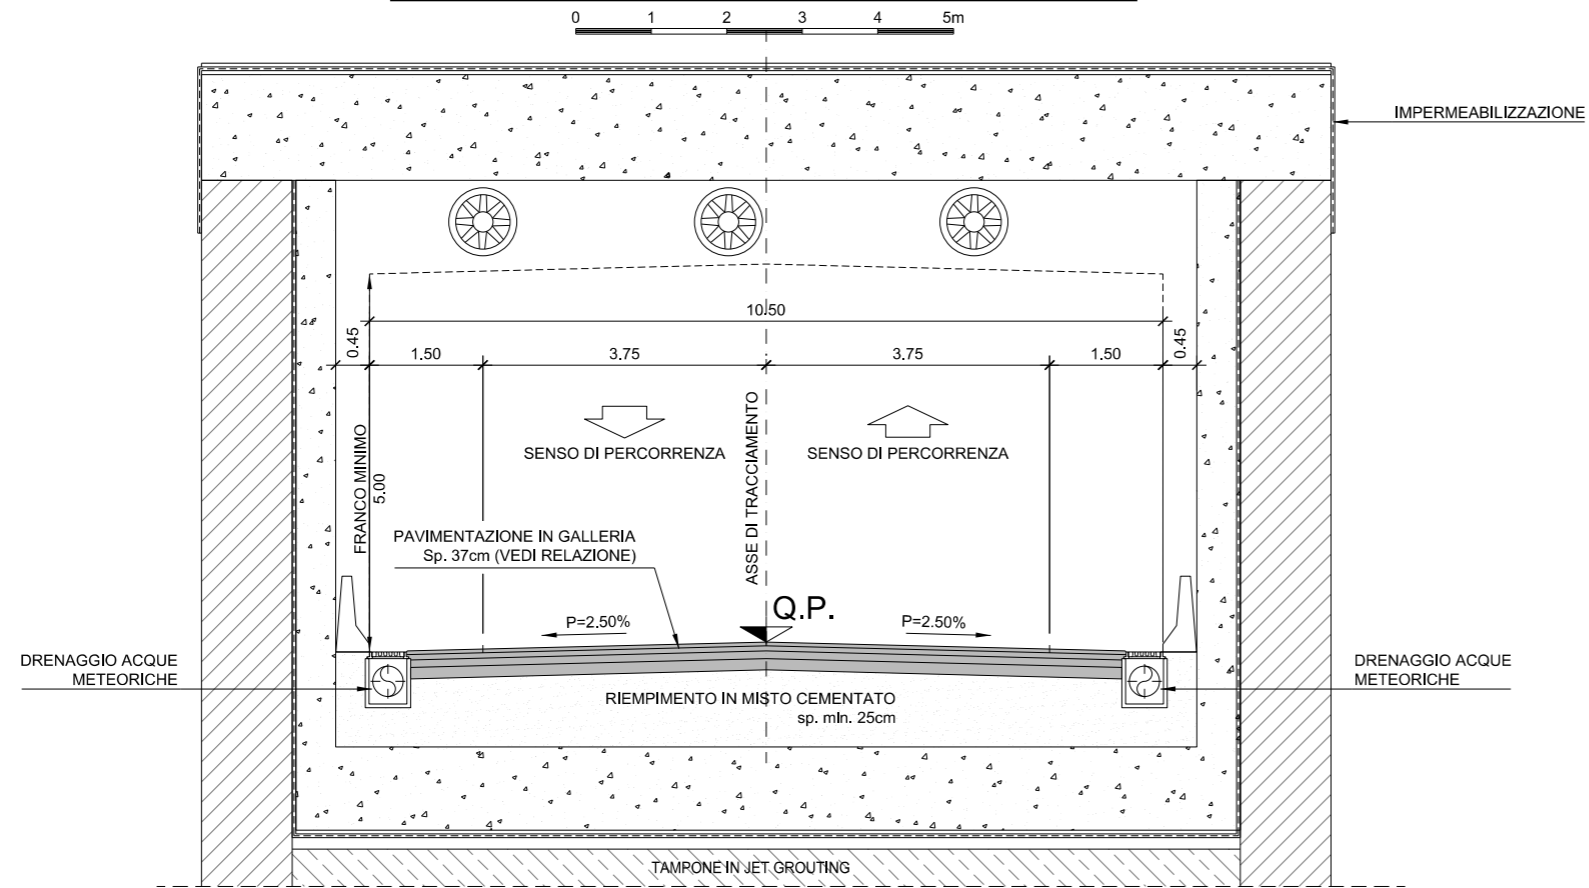 0 1 2 3 4 5m
IMPERMEABILIZZAZIONE
10.50
0.45
1.50
3.75
3.75
1.50
0.45
FRANCO MINIMO
5.00
SENSO DI PERCORRENZA
ASSE DI TRACCIAMENTO
SENSO DI PERCORRENZA
PAVIMENTAZIONE IN GALLERIA
Sp. 37cm (VEDI RELAZIONE)
Q.P.
P=2.50%
P=2.50%
DRENAGGIO ACQUE
METEORICHE
DRENAGGIO ACQUE
METEORICHE
RIEMPIMENTO IN MISTO CEMENTATO
sp. min. 25cm
TAMPONE IN JET GROUTING